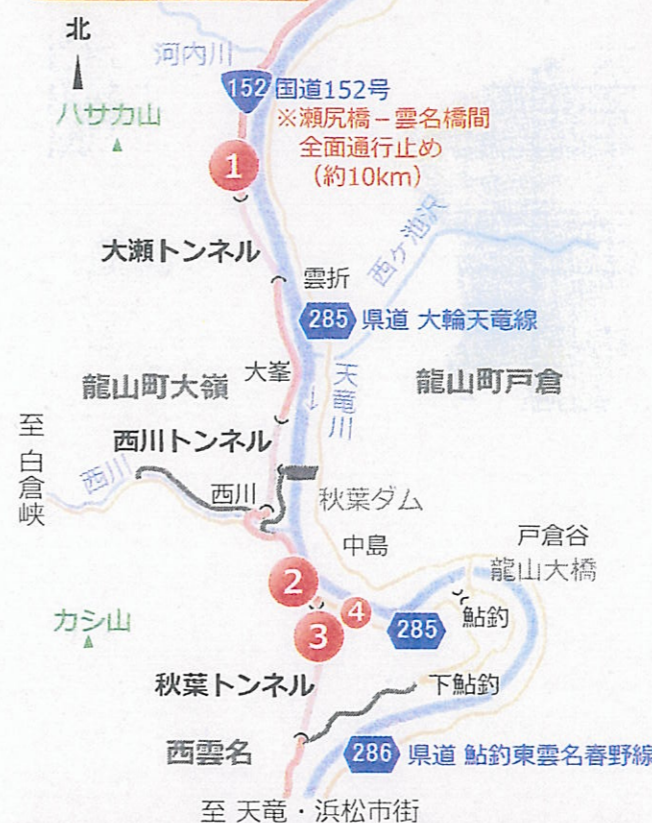 北
河内川
152 国道152号
※瀬尻橋－雲名橋間
全面通行止め
（約10km）
ハサカ山
1
大瀬トンネル
雲折
西ケ池沢
285 県道 大輪天竜線
大峯
龍山町大嶺
天竜川
↓
龍山町戸倉
至 白倉峡
西川トンネル
西川
西川
秋葉ダム
中島
戸倉谷
龍山大橋
2
カシ山
3
4
285
鮎釣
秋葉トンネル
下鮎釣
西雲名
286 県道 鮎釣東雲名春野線
至 天竜・浜松市街